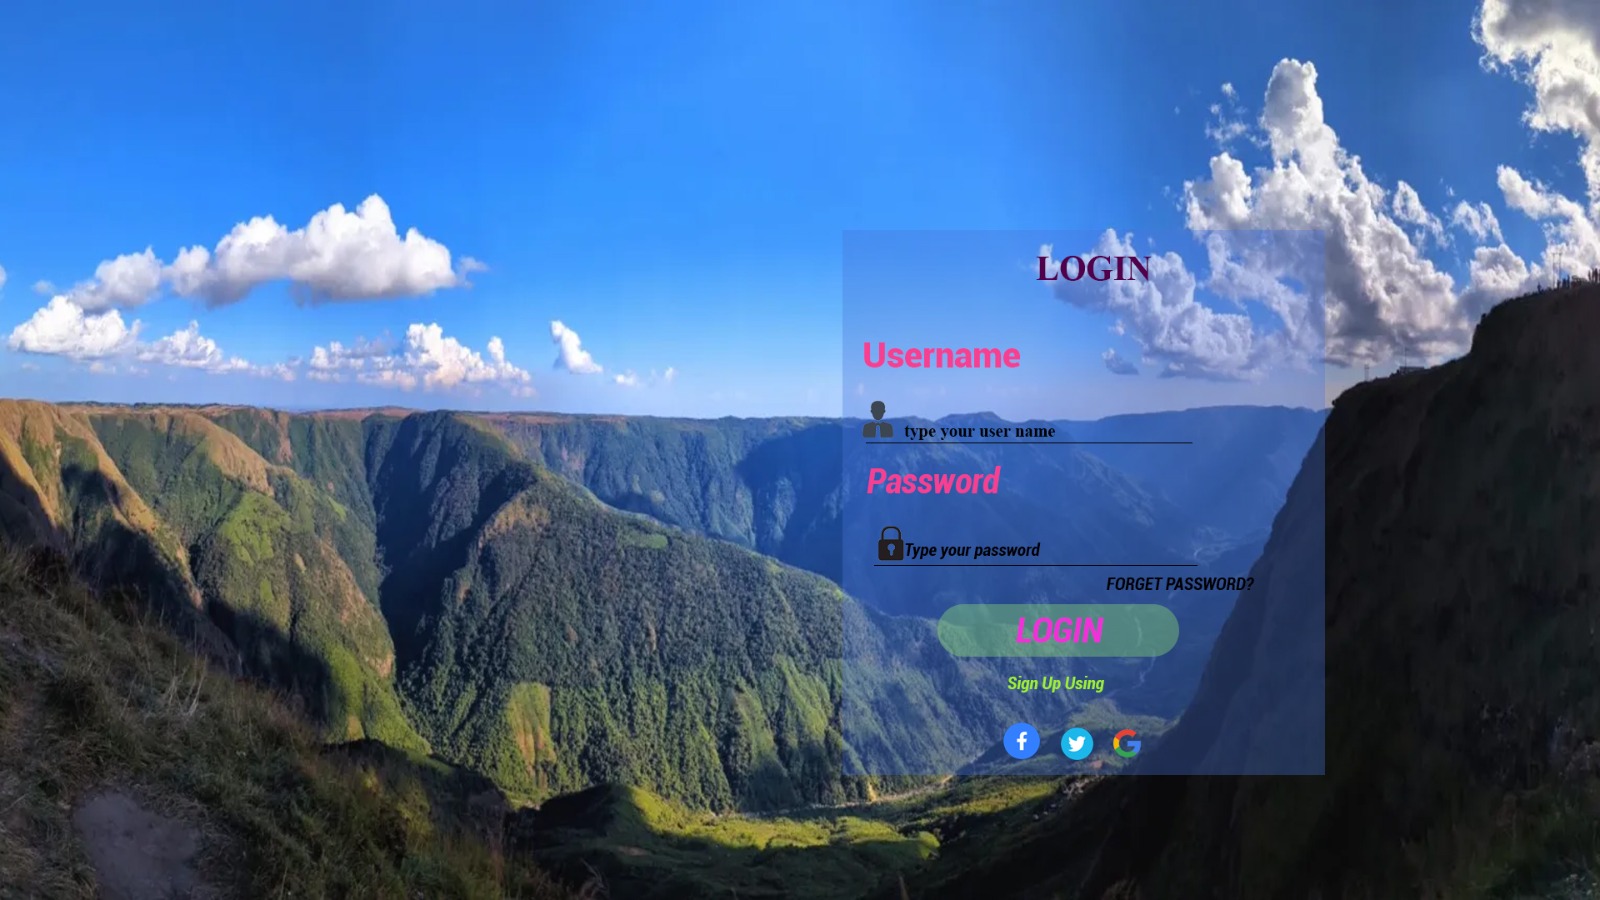 LOGIN
Username
type your user name
Password
Type your password
FORGET PASSWORD?
LOGIN
Sign Up Using